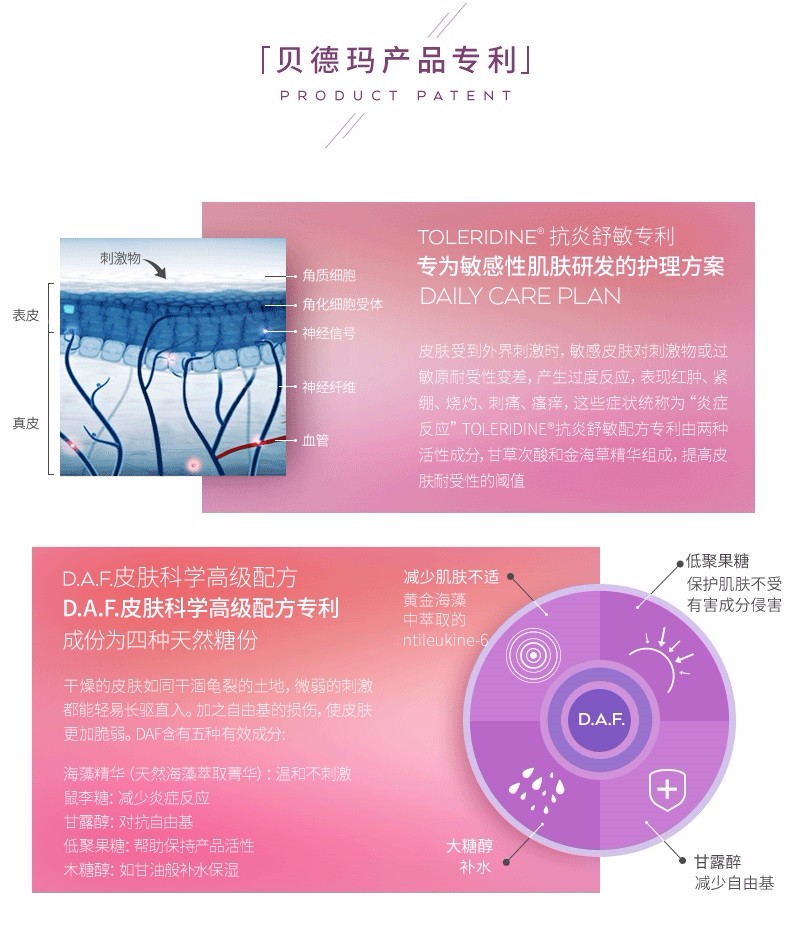 「贝德玛产品专利」
PRODUCT PATENT
TOLERIDINE® 抗炎舒敏专利
专为敏感性肌肤研发的护理方案
DAILY CARE PLAN
刺激物
角质细胞
角化细胞受体
神经信号
神经纤维
血管
表皮
真皮
皮肤受到外界刺激时, 敏感皮肤对刺激物或过
敏原耐受性变差, 产生过度反应, 表现红肿、紧
绷、烧灼、刺痛、瘙痒, 这些症状统称为 “炎症
反应” TOLERIDINE®抗炎舒敏配方专利由两种
活性成分, 甘草次酸和金海草精华组成, 提高皮
肤耐受性的阈值
D.A.F.皮肤科学高级配方
D.A.F.皮肤科学高级配方专利
成份为四种天然糖份
干燥的皮肤如同干涸龟裂的土地, 微弱的刺激
都能轻易长驱直入。加之自由基的损伤, 使皮肤
更加脆弱。DAF含有五种有效成分:
海藻精华 (天然海藻萃取菁华) : 温和不刺激
鼠李糖: 减少炎症反应
甘露醇: 对抗自由基
低聚果糖: 帮助保持产品活性
木糖醇: 如甘油般补水保湿
减少肌肤不适
黄金海藻
中萃取的
ntileukine-6
低聚果糖
保护肌肤不受
有害成分侵害
D.A.F.
大糖醇
补水
甘露醉
减少自由基